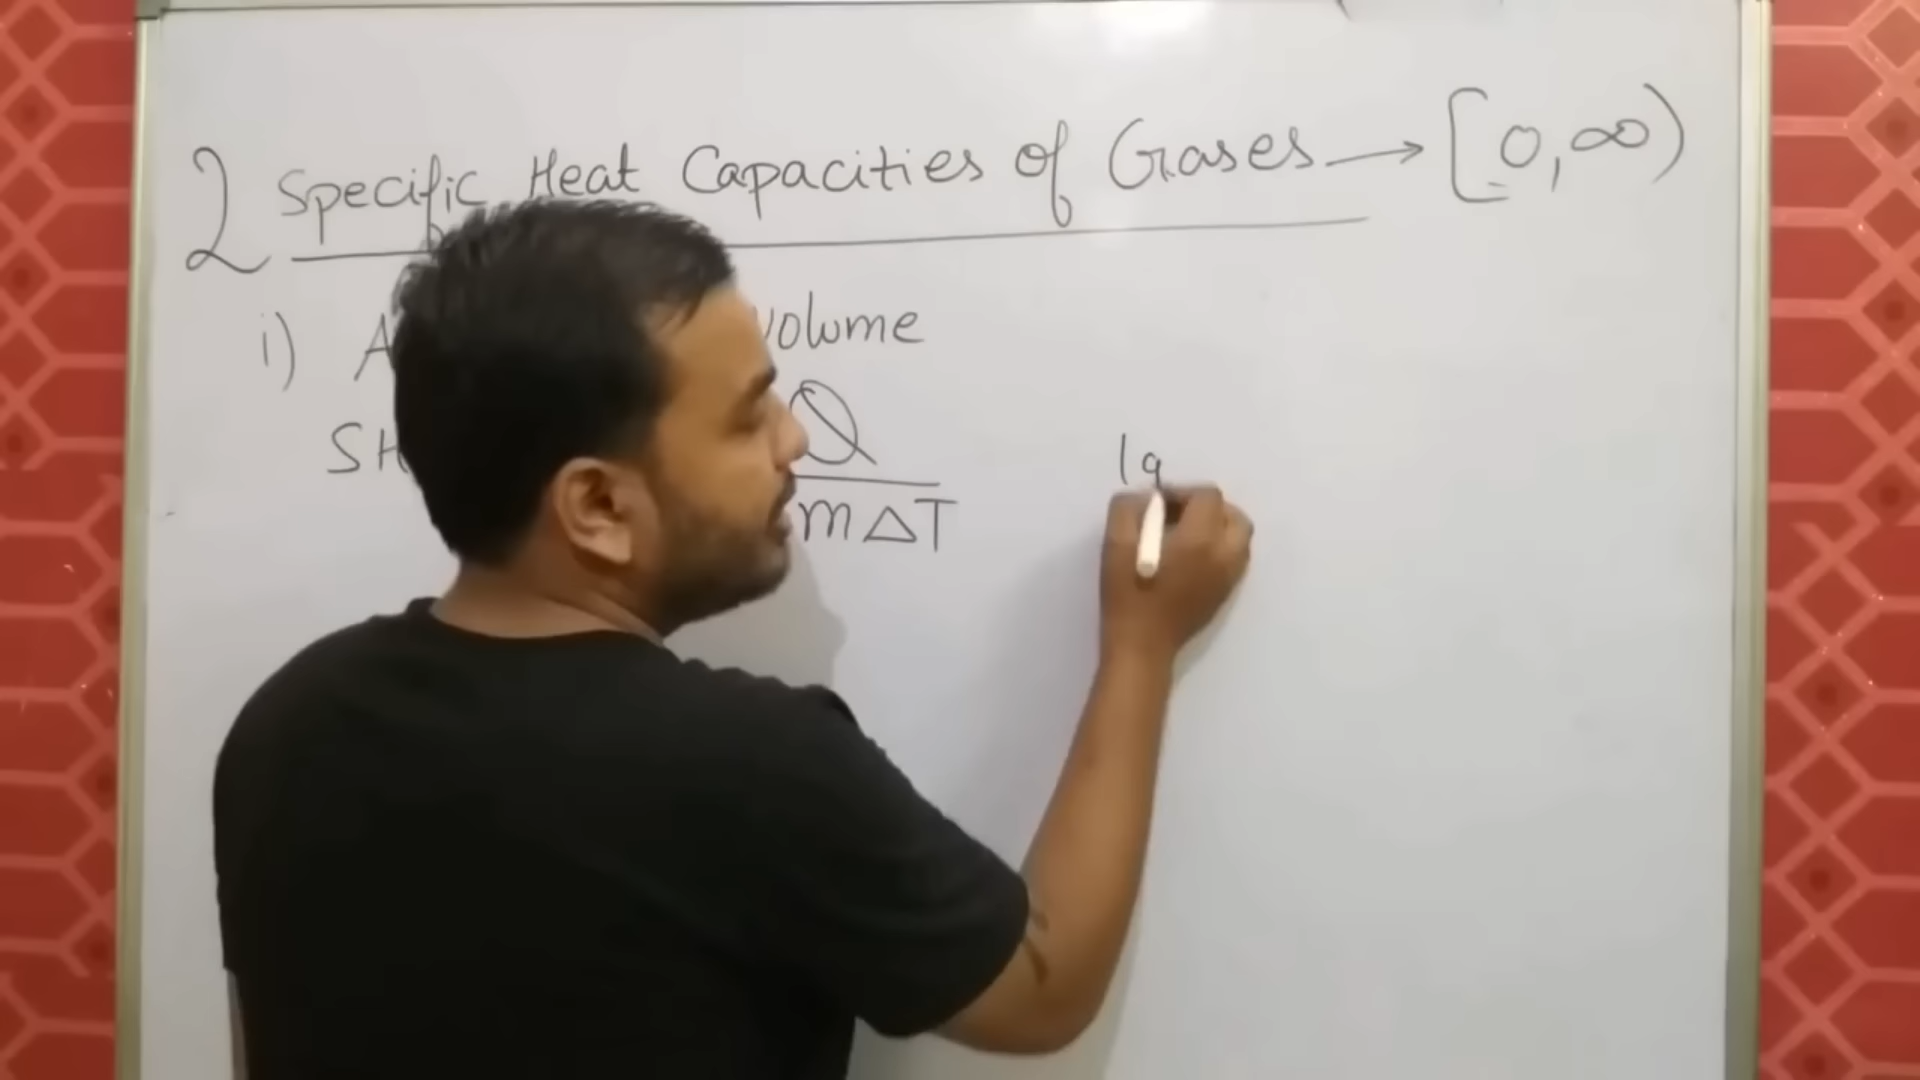 2 Specific Heat Capacities of Gases → [0, ∞)
i) volume
SH
Q
mΔT
1g